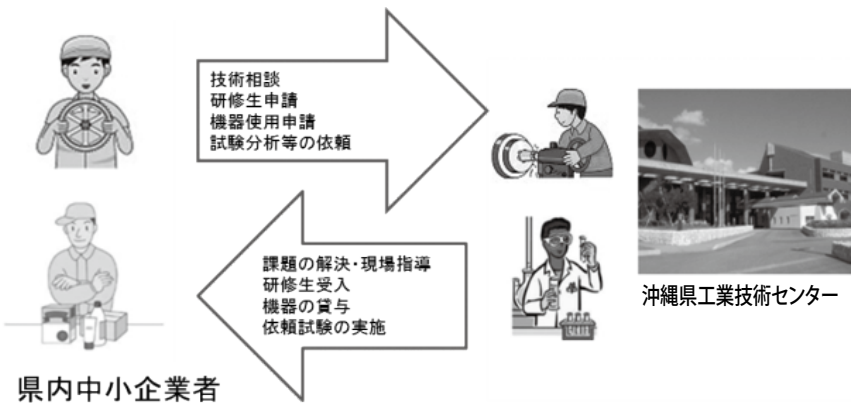 技術相談
研修生申請
機器使用申請
試験分析等の依頼
課題の解決・現場指導
研修生受入
機器の貸与
依頼試験の実施
沖縄県工業技術センター
県内中小企業者